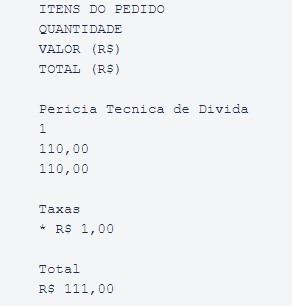 ITENS DO PEDIDO
QUANTIDADE
VALOR (R$)
TOTAL (R$)
Pericia Tecnica de Divida
1
110,00
110,00
Taxas
* R$ 1,00
Total
R$ 111,00